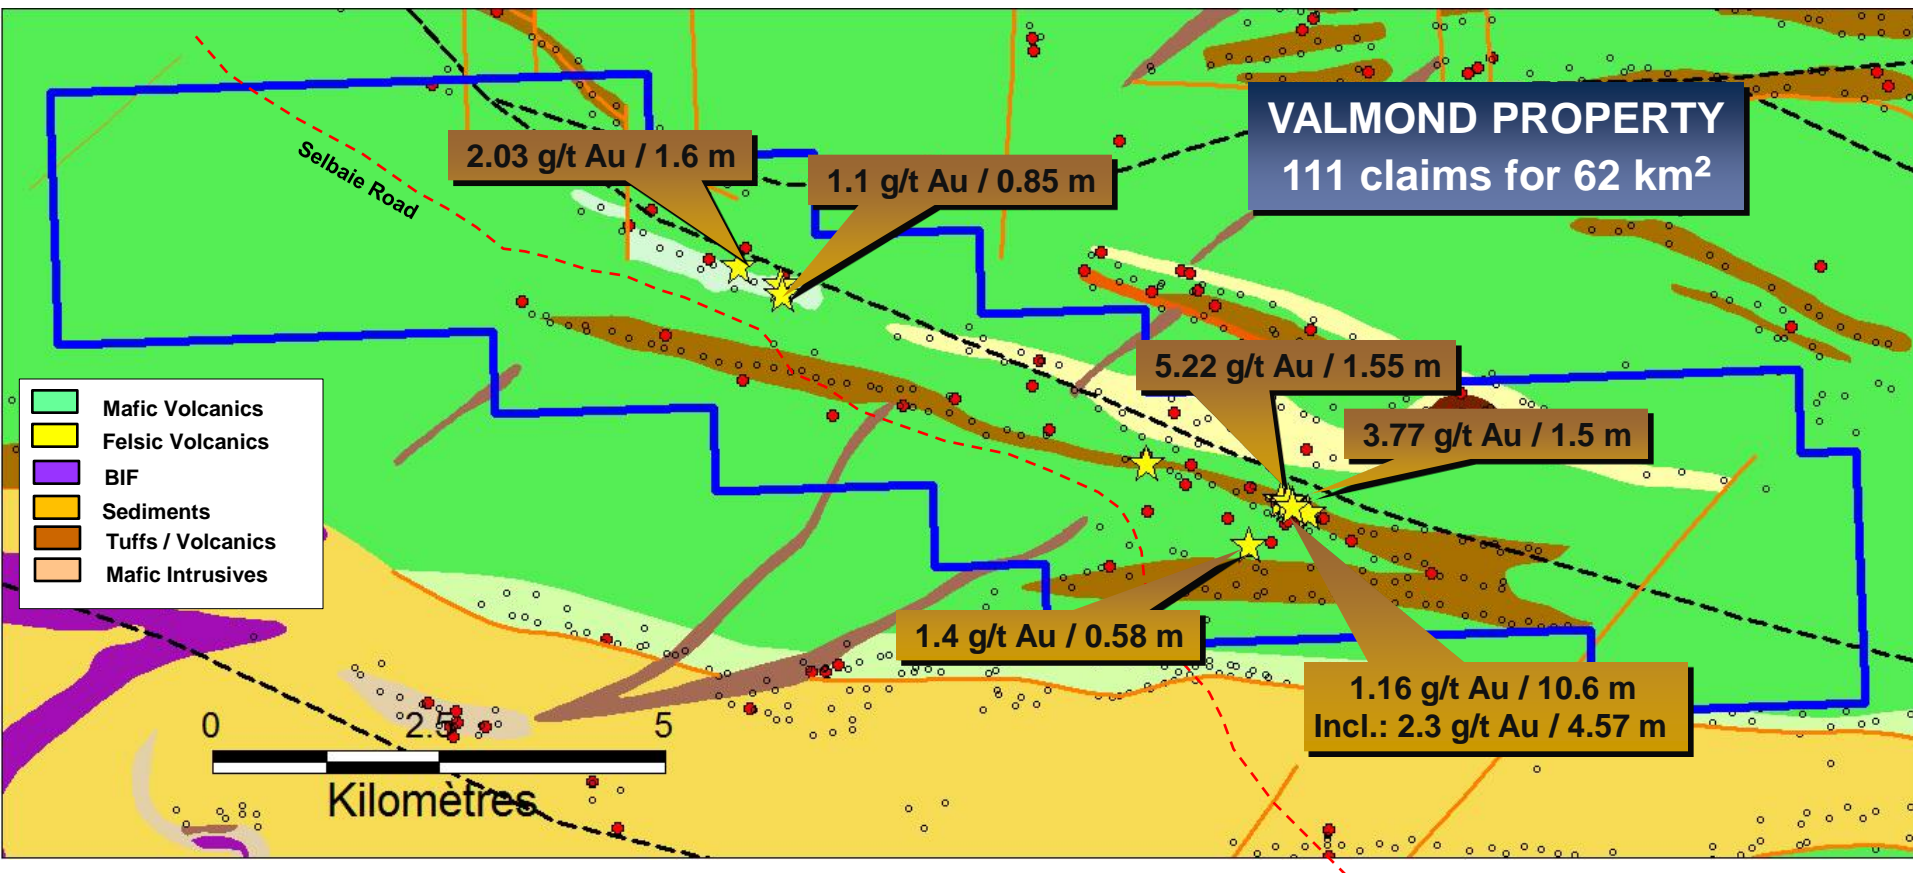 VALMOND PROPERTY
111 claims for 62 km²
Selbaie Road
2.03 g/t Au / 1.6 m
1.1 g/t Au / 0.85 m
5.22 g/t Au / 1.55 m
3.77 g/t Au / 1.5 m
Mafic Volcanics
Felsic Volcanics
BIF
Sediments
Tuffs / Volcanics
Mafic Intrusives
1.4 g/t Au / 0.58 m
1.16 g/t Au / 10.6 m
Incl.: 2.3 g/t Au / 4.57 m
0 2.5 5
Kilomètres